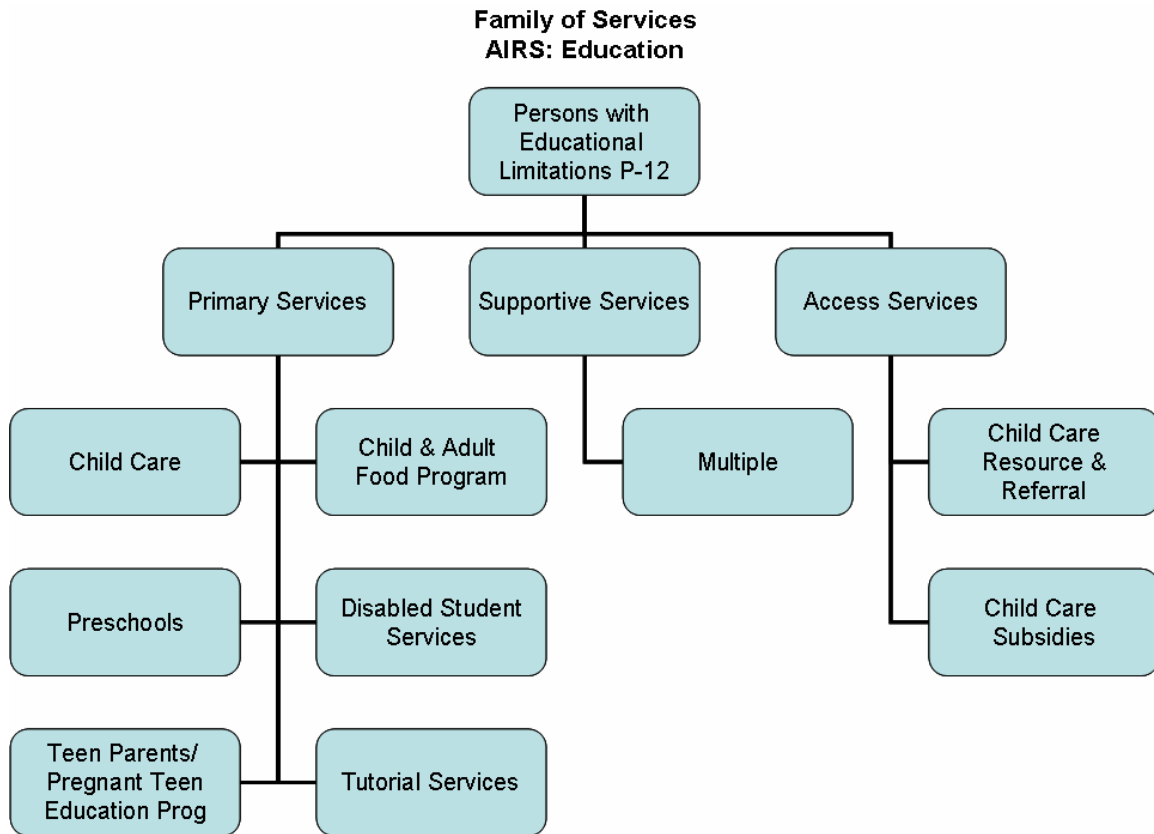 Family of Services
AIRS: Education
Persons with
Educational
Limitations P-12
Primary Services
Supportive Services
Access Services
Child Care
Child & Adult
Food Program
Multiple
Child Care
Resource &
Referral
Preschools
Disabled Student
Services
Child Care
Subsidies
Teen Parents/
Pregnant Teen
Education Prog
Tutorial Services